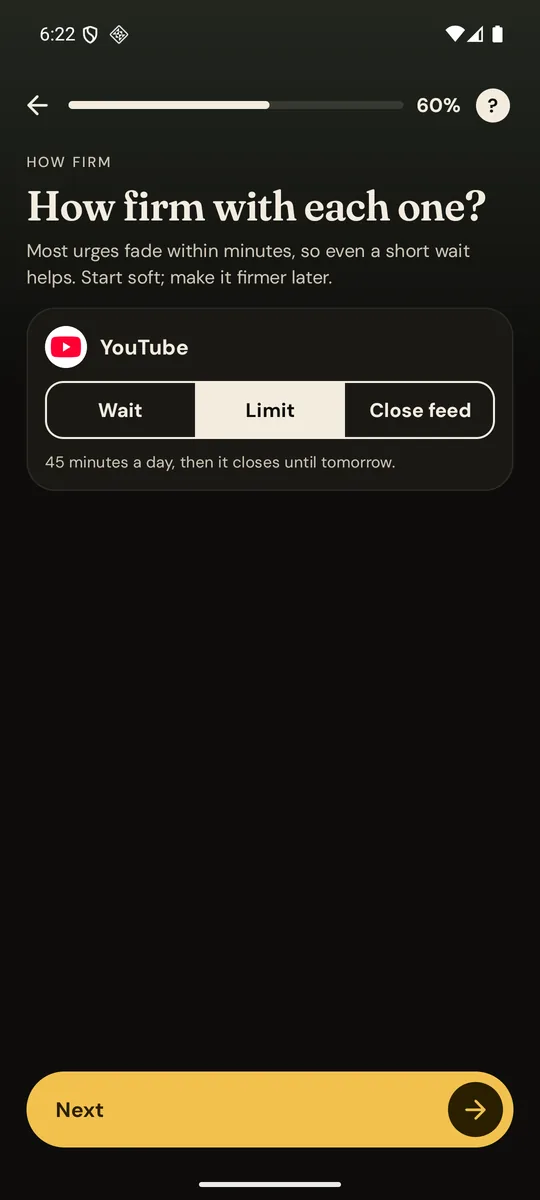 6:22
60%
?
HOW FIRM
How firm with each one?
Most urges fade within minutes, so even a short wait
helps. Start soft; make it firmer later.
YouTube
Wait
Limit
Close feed
45 minutes a day, then it closes until tomorrow.
Next